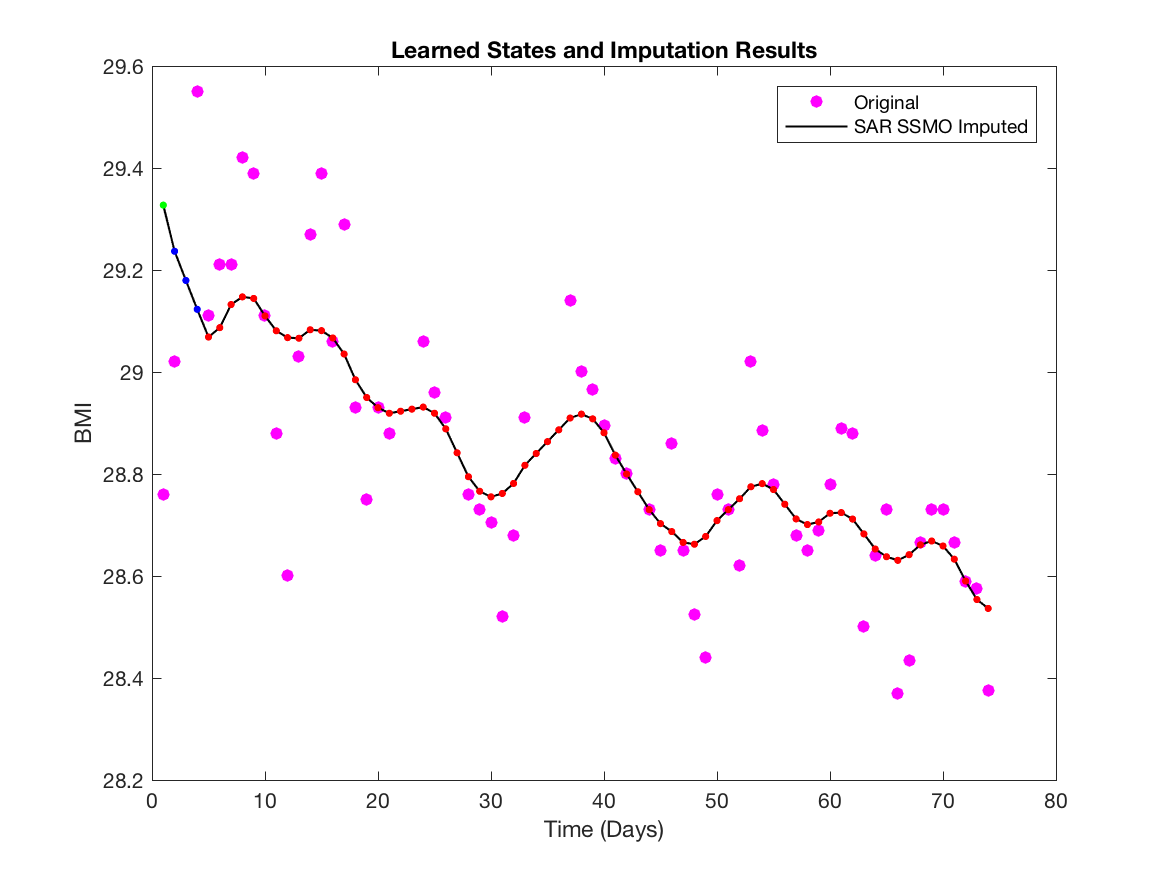 Learned States and Imputation Results
Original
SAR SSMO Imputed
29.6
29.4
29.2
29
28.8
28.6
28.4
28.2
BMI
0 10 20 30 40 50 60 70 80
Time (Days)